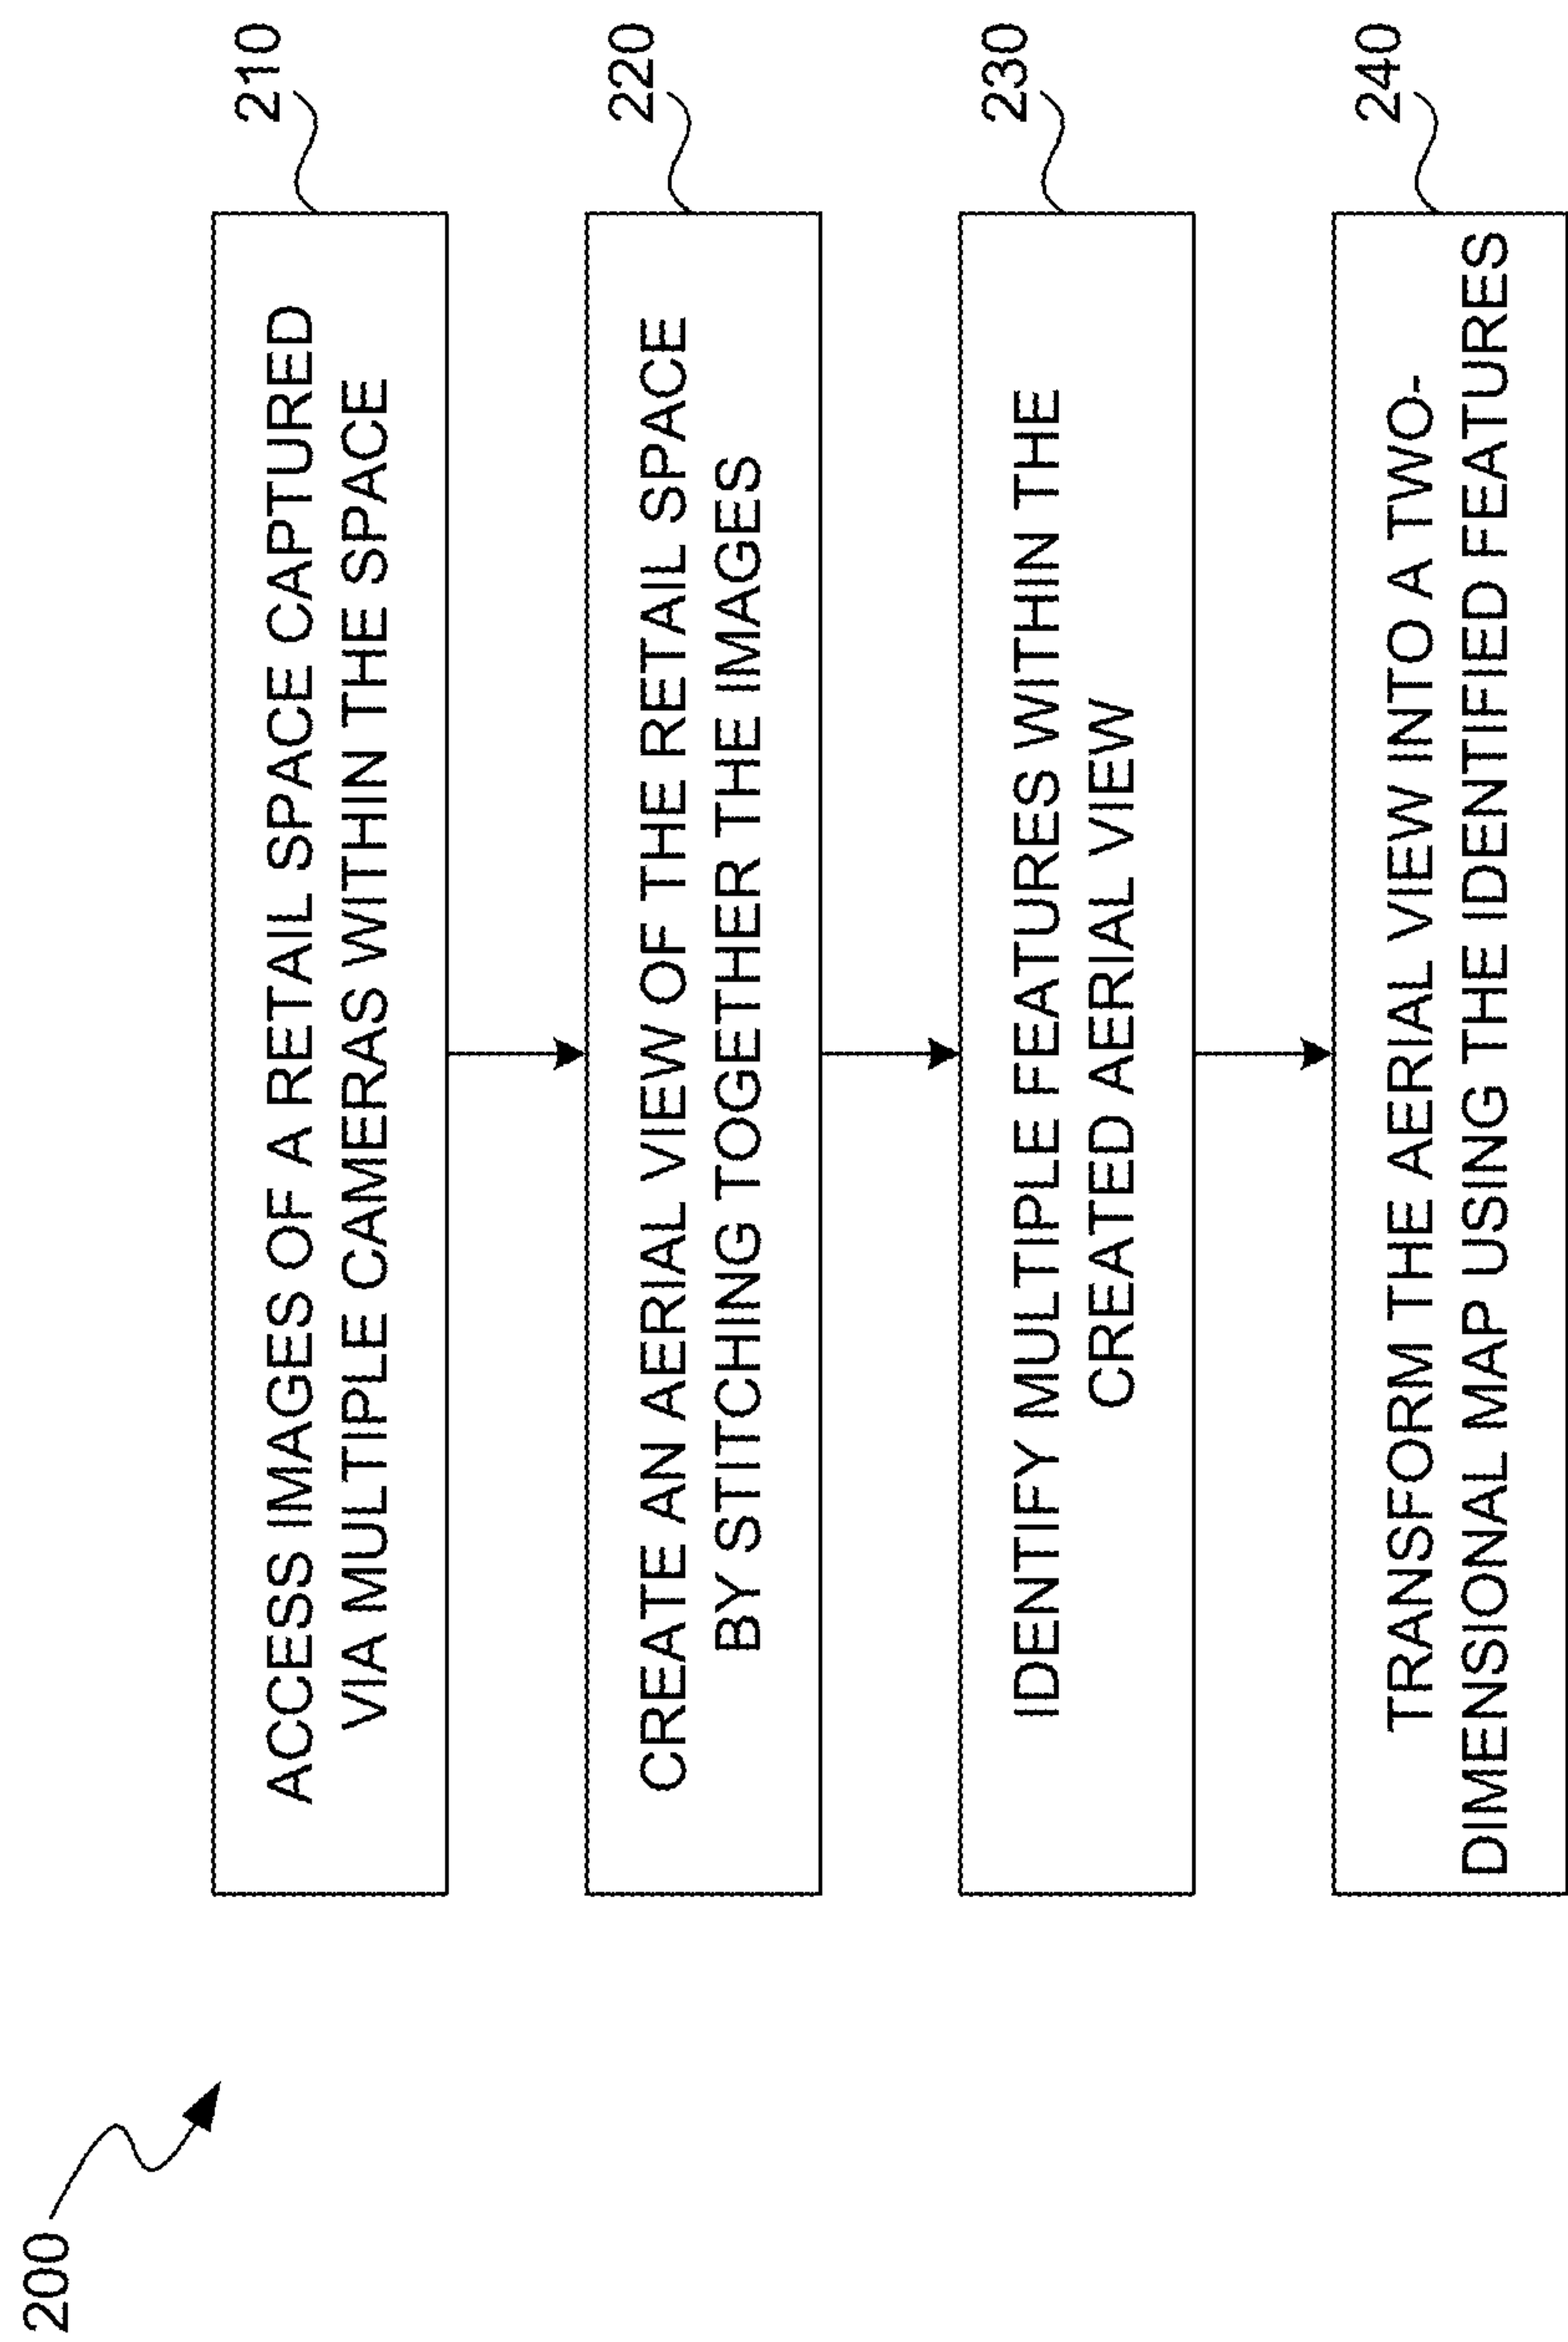 200
210
ACCESS IMAGES OF A RETAIL SPACE CAPTURED
VIA MULTIPLE CAMERAS WITHIN THE SPACE
220
CREATE AN AERIAL VIEW OF THE RETAIL SPACE
BY STITCHING TOGETHER THE IMAGES
230
IDENTIFY MULTIPLE FEATURES WITHIN THE
CREATED AERIAL VIEW
240
TRANSFORM THE AERIAL VIEW INTO A TWO-
DIMENSIONAL MAP USING THE IDENTIFIED FEATURES